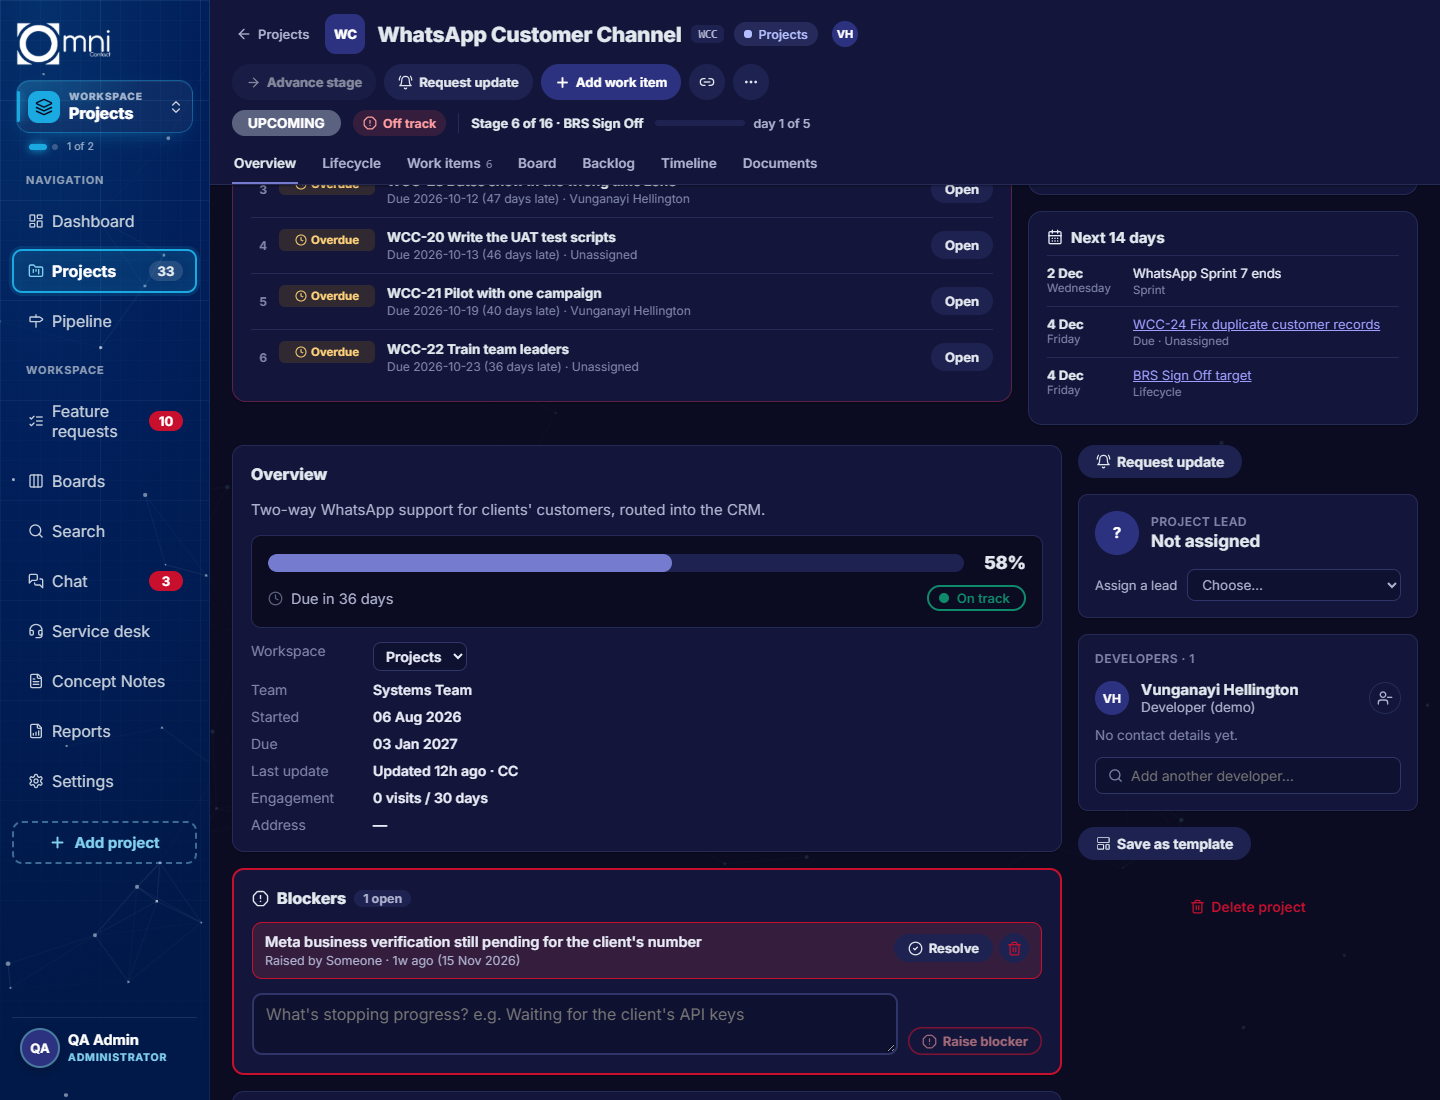 Omni
Contact
WORKSPACE
Projects
1 of 2
NAVIGATION
Dashboard
Projects 33
Pipeline
WORKSPACE
Feature requests 10
Boards
Search
Chat 3
Service desk
Concept Notes
Reports
Settings
+ Add project
QA
QA Admin
ADMINISTRATOR
← Projects
WC
WhatsApp Customer Channel
WCC
Projects
VH
→ Advance stage
Request update
+ Add work item
UPCOMING
Off track
Stage 6 of 16 · BRS Sign Off
day 1 of 5
Overview
Lifecycle
Work items 6
Board
Backlog
Timeline
Documents
3
Due 2026-10-12 (47 days late) · Vunganayi Hellington
Open
4
Overdue
WCC-20 Write the UAT test scripts
Due 2026-10-13 (46 days late) · Unassigned
Open
5
Overdue
WCC-21 Pilot with one campaign
Due 2026-10-19 (40 days late) · Vunganayi Hellington
Open
6
Overdue
WCC-22 Train team leaders
Due 2026-10-23 (36 days late) · Unassigned
Open
Next 14 days
2 Dec
Wednesday
WhatsApp Sprint 7 ends
Sprint
4 Dec
Friday
WCC-24 Fix duplicate customer records
Due · Unassigned
4 Dec
Friday
BRS Sign Off target
Lifecycle
Overview
Two-way WhatsApp support for clients' customers, routed into the CRM.
58%
Due in 36 days
On track
Workspace Projects
Team Systems Team
Started 06 Aug 2026
Due 03 Jan 2027
Last update Updated 12h ago · CC
Engagement 0 visits / 30 days
Address —
Blockers 1 open
Meta business verification still pending for the client's number
Raised by Someone · 1w ago (15 Nov 2026)
Resolve
What's stopping progress? e.g. Waiting for the client's API keys
Raise blocker
Request update
?
PROJECT LEAD
Not assigned
Assign a lead Choose...
DEVELOPERS · 1
VH
Vunganayi Hellington
Developer (demo)
No contact details yet.
Add another developer...
Save as template
Delete project